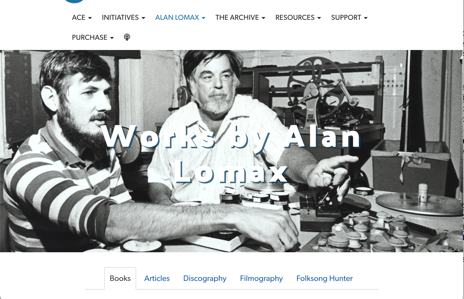 ACE INITIATIVES ALAN LOMAX THE ARCHIVE RESOURCES SUPPORT
PURCHASE
Works by Alan
Lomax
Books Articles Discography Filmography Folksong Hunter